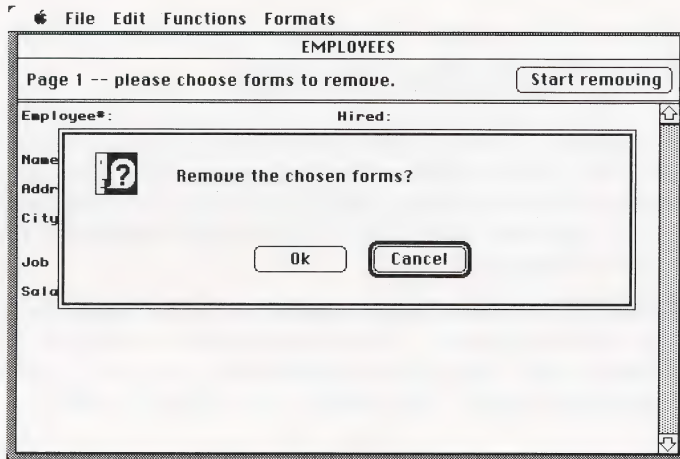 File Edit Functions Formats
EMPLOYEES
Page 1 -- please choose forms to remove. Start removing
Employee#: Hired:
Name
Addr
City
Job
Sala
?
Remove the chosen forms?
Ok Cancel